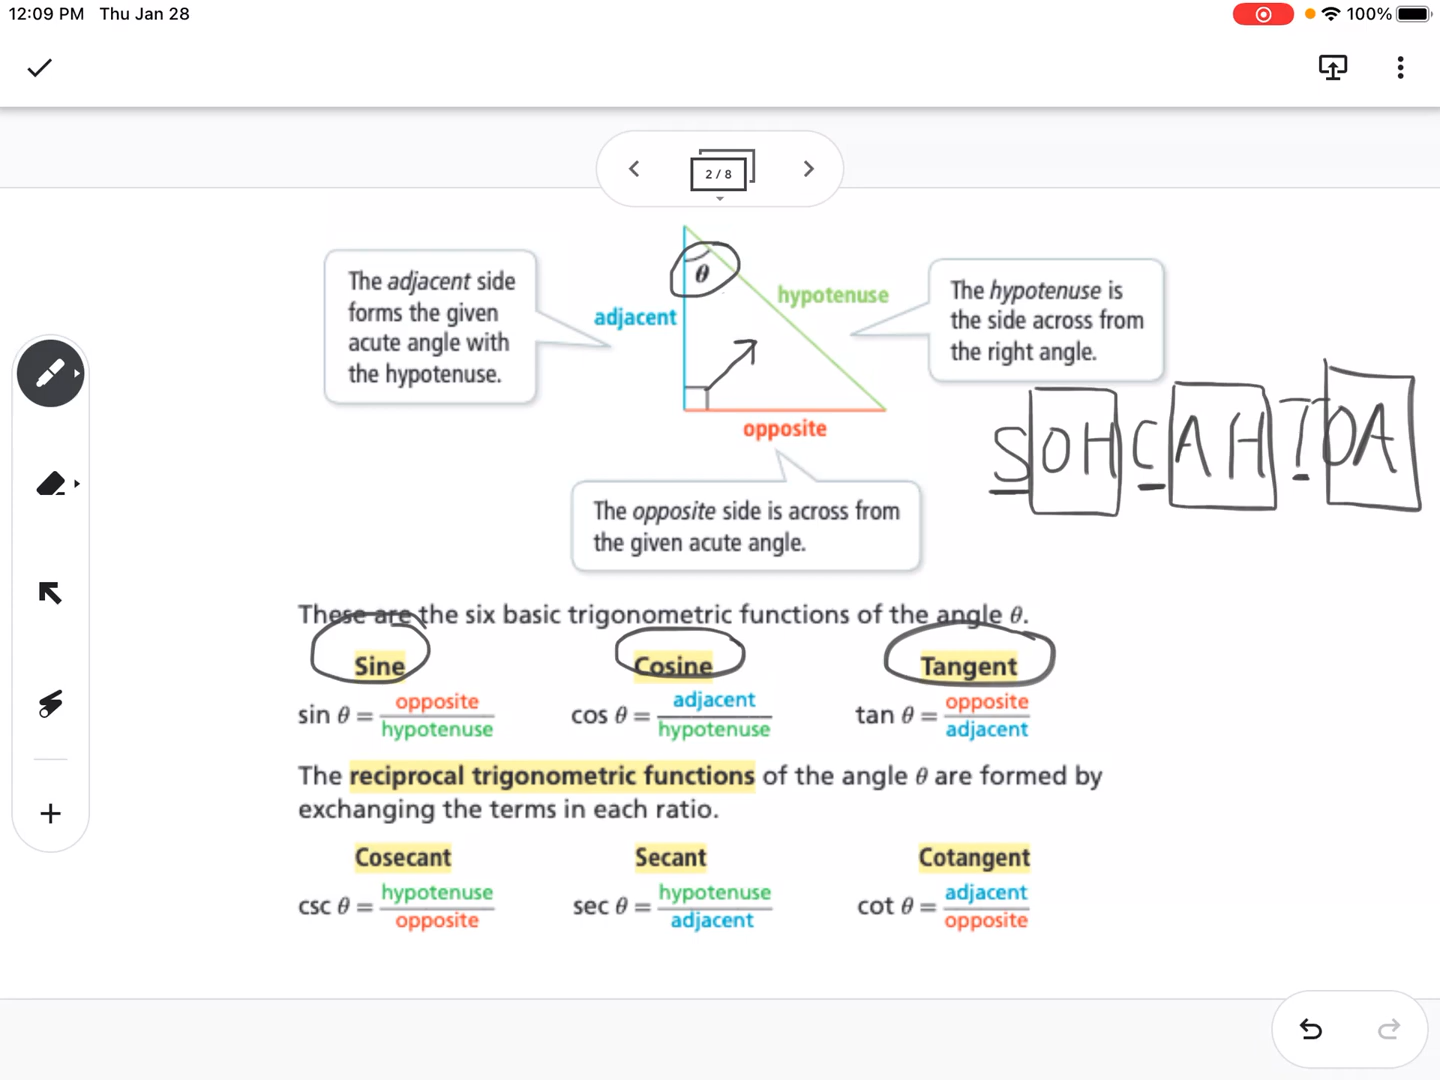 12:09 PM Thu Jan 28
100%
2 / 8
The adjacent side
forms the given
acute angle with
the hypotenuse.
θ
adjacent
hypotenuse
opposite
The hypotenuse is
the side across from
the right angle.
SOH CAH TOA
The opposite side is across from
the given acute angle.
These are the six basic trigonometric functions of the angle θ.
Sine Cosine Tangent
sin θ = opposite/hypotenuse cos θ = adjacent/hypotenuse tan θ = opposite/adjacent
The reciprocal trigonometric functions of the angle θ are formed by
exchanging the terms in each ratio.
Cosecant Secant Cotangent
csc θ = hypotenuse/opposite sec θ = hypotenuse/adjacent cot θ = adjacent/opposite